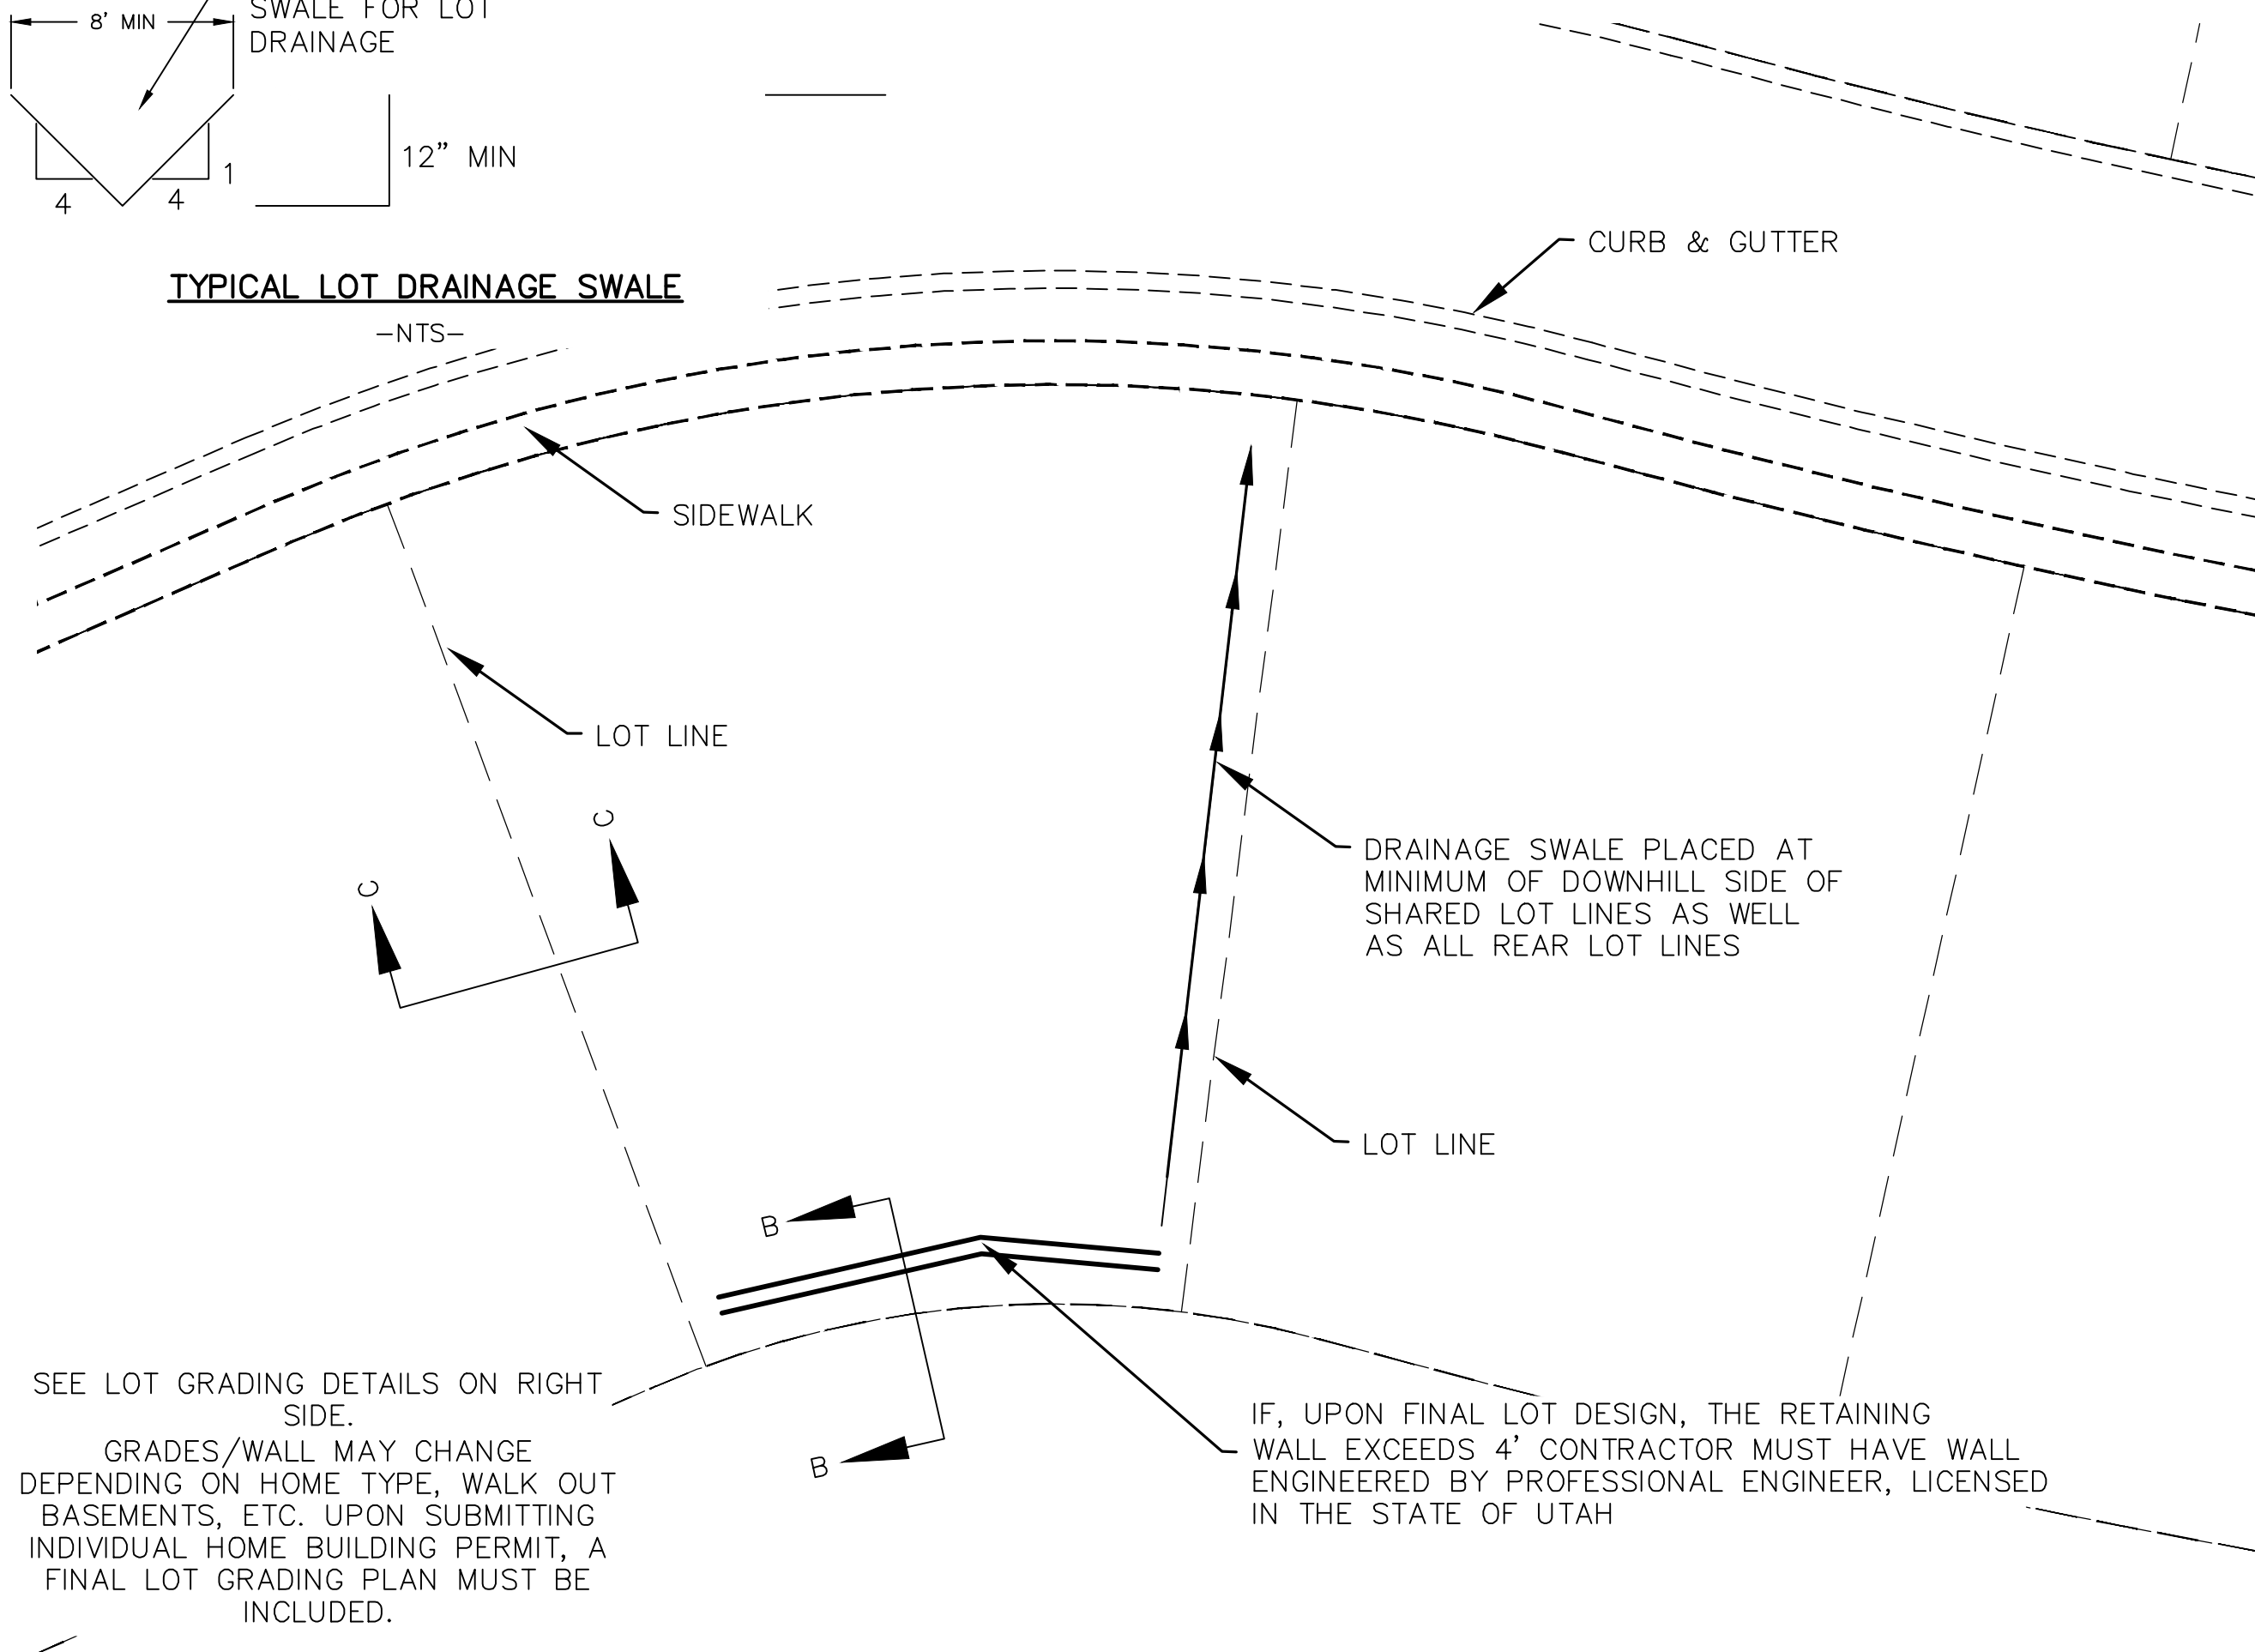 SWALE FOR LOT
DRAINAGE
8' MIN
12" MIN
1
4
4
TYPICAL LOT DRAINAGE SWALE
-NTS-
CURB & GUTTER
SIDEWALK
LOT LINE
C
C
DRAINAGE SWALE PLACED AT
MINIMUM OF DOWNHILL SIDE OF
SHARED LOT LINES AS WELL
AS ALL REAR LOT LINES
LOT LINE
B
B
SEE LOT GRADING DETAILS ON RIGHT
SIDE.
GRADES/WALL MAY CHANGE
DEPENDING ON HOME TYPE, WALK OUT
BASEMENTS, ETC. UPON SUBMITTING
INDIVIDUAL HOME BUILDING PERMIT, A
FINAL LOT GRADING PLAN MUST BE
INCLUDED.
IF, UPON FINAL LOT DESIGN, THE RETAINING
WALL EXCEEDS 4' CONTRACTOR MUST HAVE WALL
ENGINEERED BY PROFESSIONAL ENGINEER, LICENSED
IN THE STATE OF UTAH